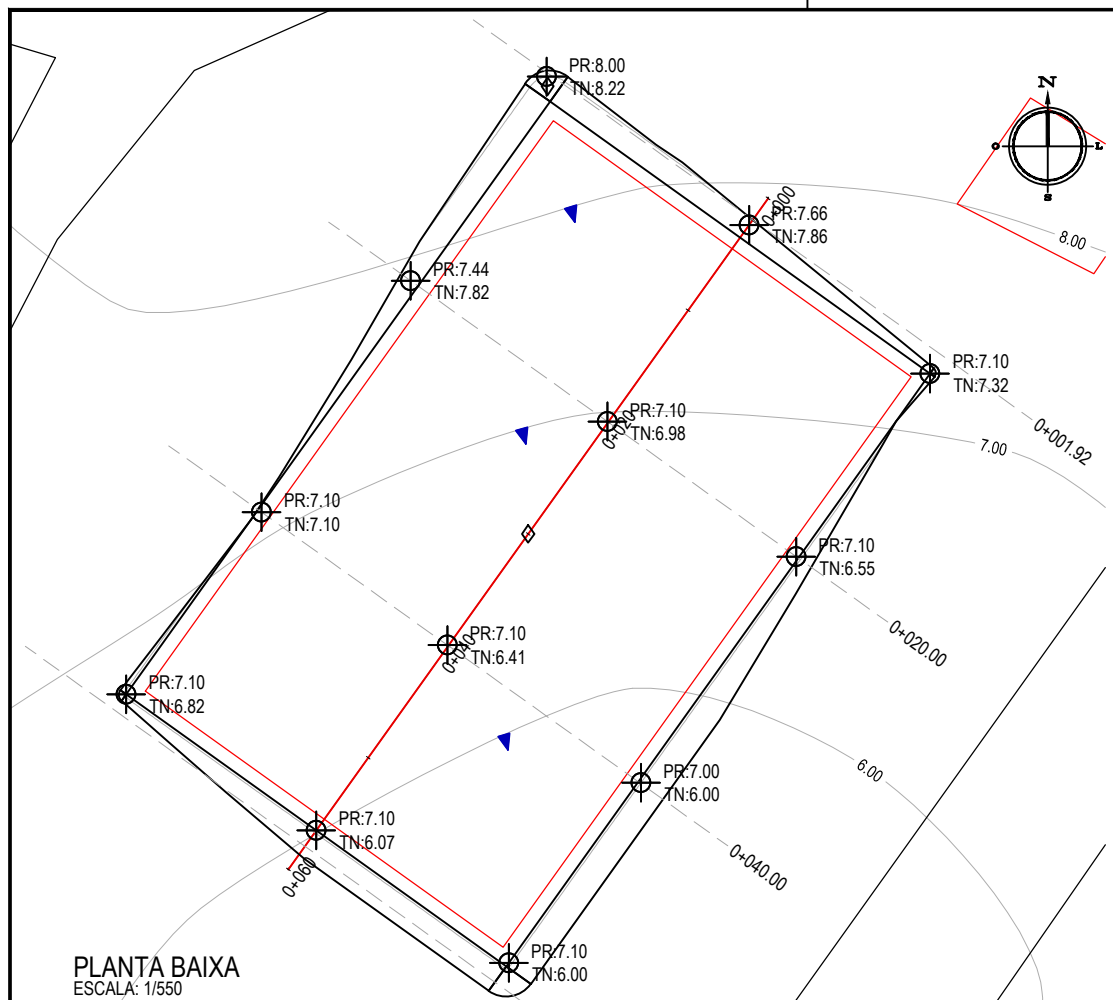 PR:8.00
TN:8.22
N
O
L
S
0+000
PR:7.66
TN:7.86
8.00
PR:7.44
TN:7.82
PR:7.10
TN:7.32
PR:7.10
TN:6.98
0+020
0+001.92
7.00
PR:7.10
TN:7.10
PR:7.10
TN:6.55
0+020.00
PR:7.10
TN:6.41
0+040
PR:7.10
TN:6.82
6.00
PR:7.00
TN:6.00
PR:7.10
TN:6.07
0+040.00
0+060
PR:7.10
TN:6.00
PLANTA BAIXA
ESCALA: 1/550